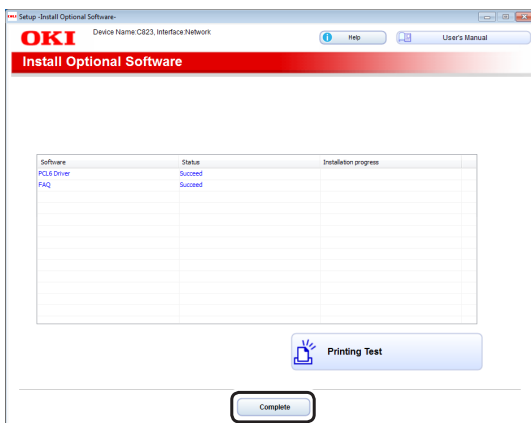 Setup -Install Optional Software-
OKI Device Name:C823, Interface:Network Help User's Manual
Install Optional Software
Software Status Installation progress
PCL6 Driver Succeed
FAQ Succeed
Printing Test
Complete